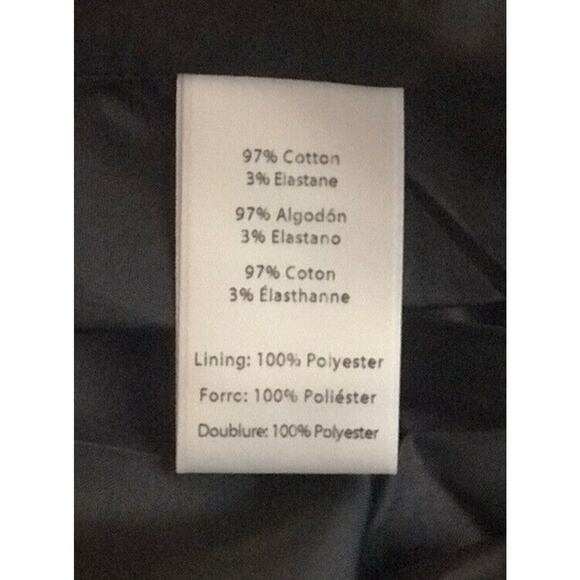 97% Cotton
3% Elastane
97% Algodón
3% Elastano
97% Coton
3% Élasthanne
Lining: 100% Polyester
Forro: 100% Poliéster
Doublure: 100% Polyester